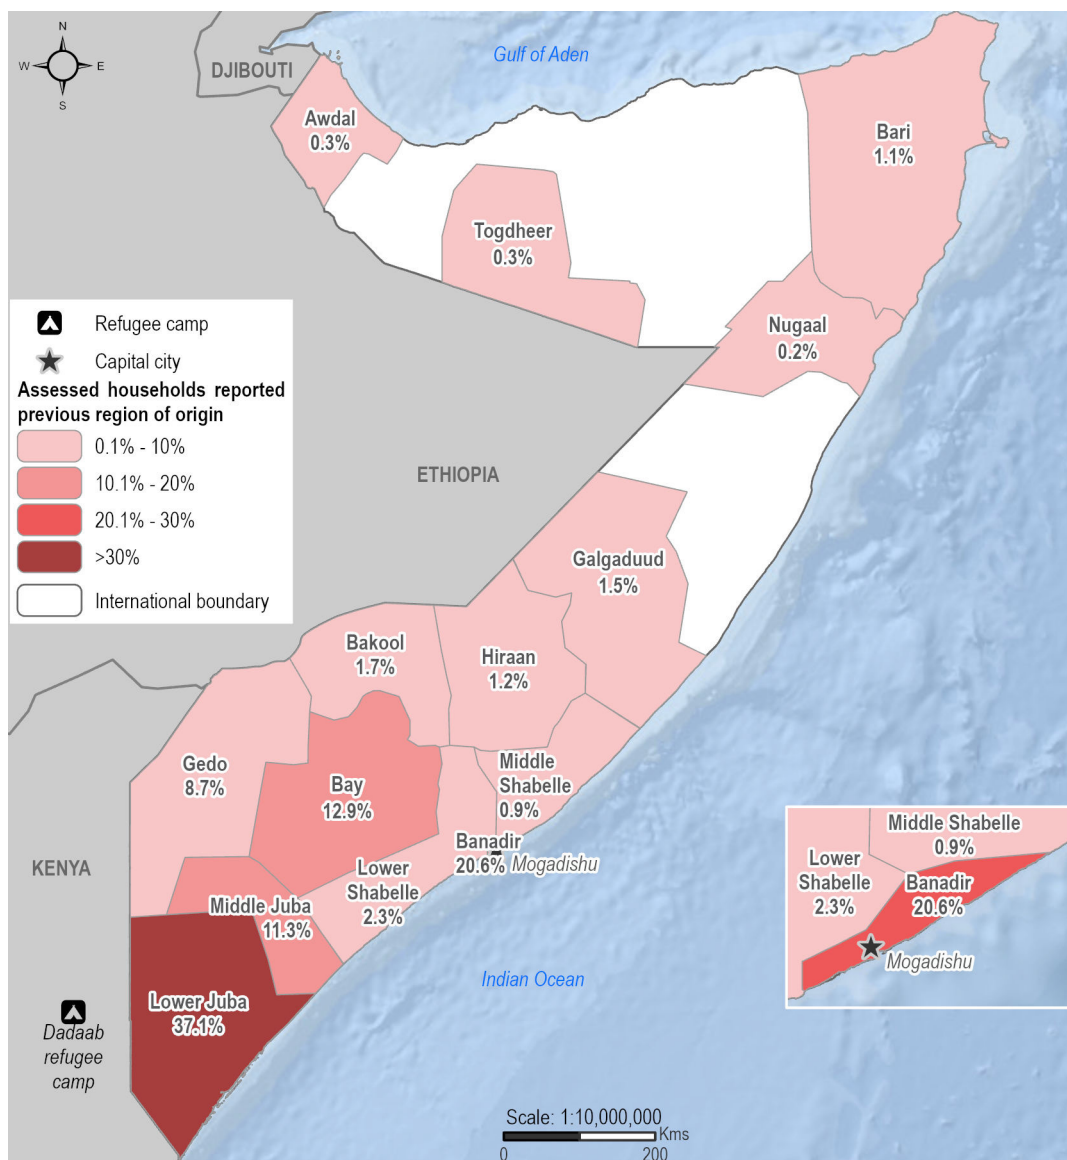 N
W
E
S
Gulf of Aden
DJIBOUTI
Awdal
0.3%
Bari
1.1%
Togdheer
0.3%
Nugaal
0.2%
Refugee camp
Capital city
Assessed households reported
previous region of origin
0.1% - 10%
10.1% - 20%
20.1% - 30%
>30%
International boundary
ETHIOPIA
Galgaduud
1.5%
Bakool
1.7%
Hiraan
1.2%
Gedo
8.7%
Bay
12.9%
Middle
Shabelle
0.9%
Banadir
20.6%
Mogadishu
Lower
Shabelle
2.3%
KENYA
Middle Juba
11.3%
Lower Juba
37.1%
Dadaab
refugee
camp
Indian Ocean
Middle Shabelle
0.9%
Lower
Shabelle
2.3%
Banadir
20.6%
Mogadishu
Scale: 1:10,000,000
Kms
0
200